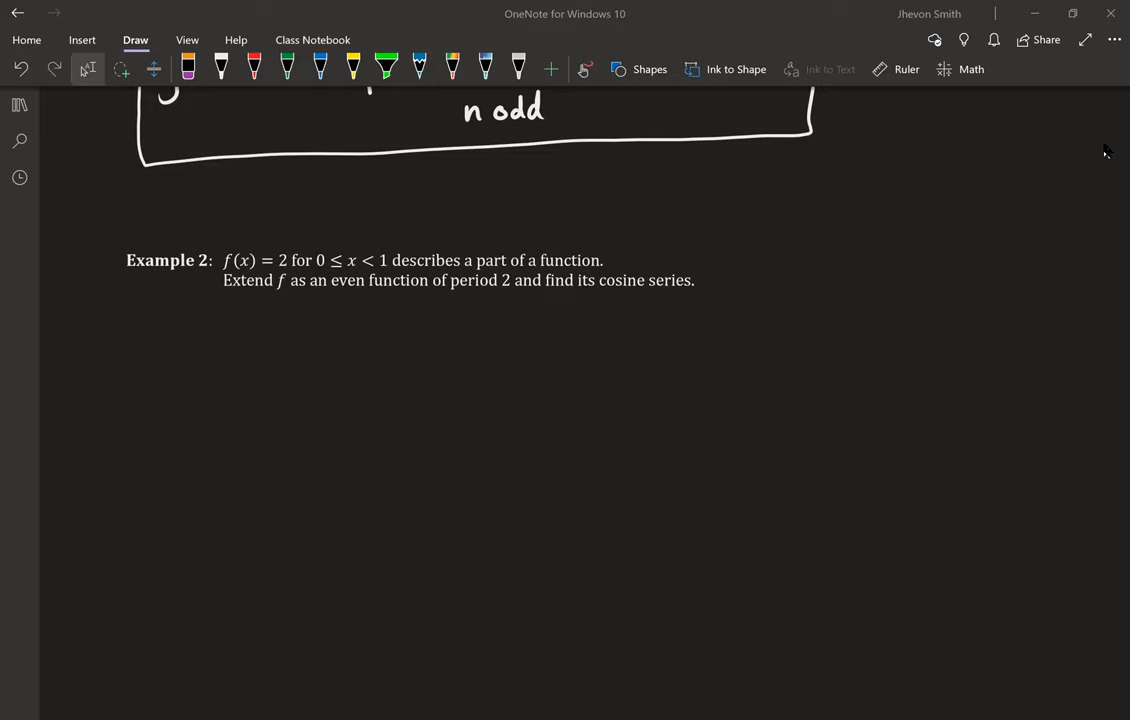 OneNote for Windows 10
Jhevon Smith
Home Insert Draw View Help Class Notebook
Share
Shapes Ink to Shape Ink to Text Ruler Math
n odd
Example 2: f(x) = 2 for 0 ≤ x < 1 describes a part of a function.
Extend f as an even function of period 2 and find its cosine series.